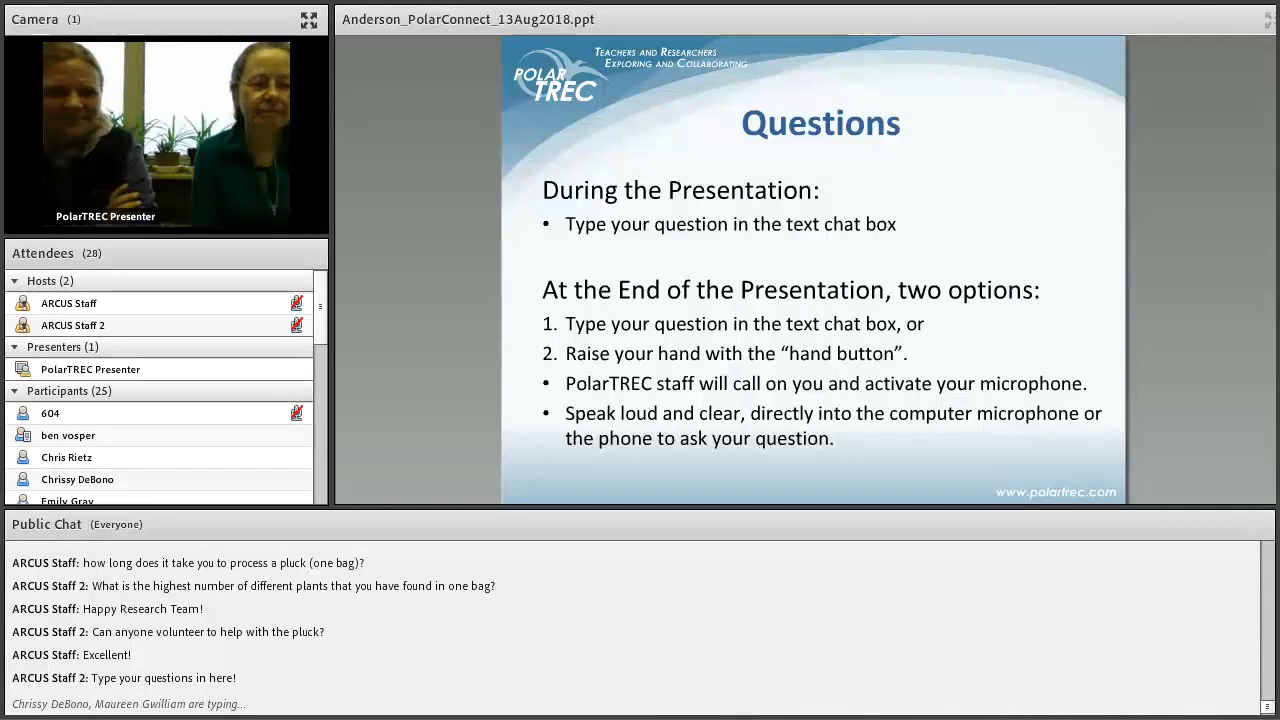 Camera (1)
PolarTREC Presenter
Attendees (28)
Hosts (2)
ARCUS Staff
ARCUS Staff 2
Presenters (1)
PolarTREC Presenter
Participants (25)
604
ben vosper
Chris Rietz
Chrissy DeBono
Emily Gray
Anderson_PolarConnect_13Aug2018.ppt
TEACHERS AND RESEARCHERS
EXPLORING AND COLLABORATING
POLAR
TREC
Questions
During the Presentation:
• Type your question in the text chat box
At the End of the Presentation, two options:
1. Type your question in the text chat box, or
2. Raise your hand with the “hand button”.
• PolarTREC staff will call on you and activate your microphone.
• Speak loud and clear, directly into the computer microphone or
the phone to ask your question.
www.polartrec.com
Public Chat (Everyone)
ARCUS Staff: how long does it take you to process a pluck (one bag)?
ARCUS Staff 2: What is the highest number of different plants that you have found in one bag?
ARCUS Staff: Happy Research Team!
ARCUS Staff 2: Can anyone volunteer to help with the pluck?
ARCUS Staff: Excellent!
ARCUS Staff 2: Type your questions in here!
Chrissy DeBono, Maureen Gwilliam are typing...